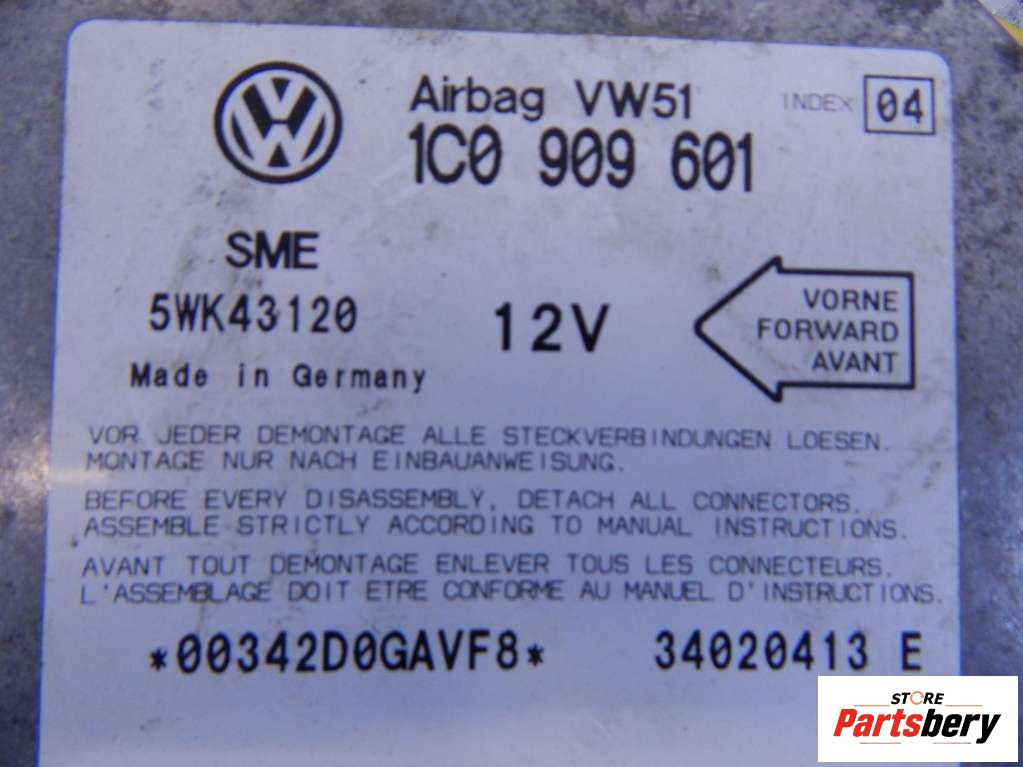 Airbag VW51
INDEX 04
1C0 909 601
SME
5WK43120
12V
VORNE
FORWARD
AVANT
Made in Germany
VOR JEDER DEMONTAGE ALLE STECKVERBINDUNGEN LOESEN.
MONTAGE NUR NACH EINBAUANWEISUNG.
BEFORE EVERY DISASSEMBLY, DETACH ALL CONNECTORS.
ASSEMBLE STRICTLY ACCORDING TO MANUAL INSTRUCTIONS.
AVANT TOUT DEMONTAGE ENLEVER TOUS LES CONNECTEURS.
L'ASSEMBLAGE DOIT ETRE CONFORME AU MANUEL D'INSTRUCTIONS.
*00342D0GAVF8* 34020413 E
STORE
Partsbery